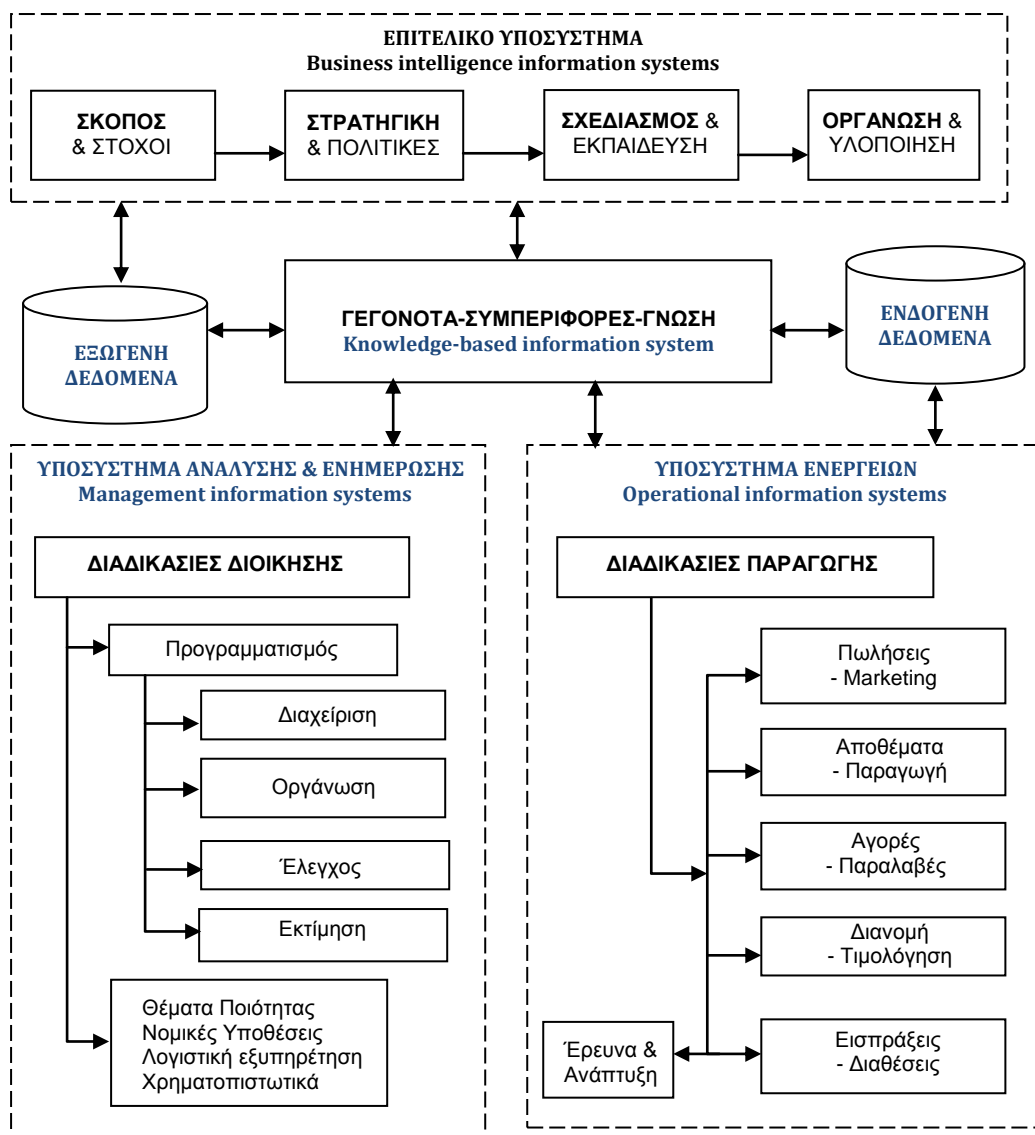 ΕΠΙΤΕΛΙΚΟ ΥΠΟΣΥΣΤΗΜΑ
Business intelligence information systems
ΣΚΟΠΟΣ
& ΣΤΟΧΟΙ
ΣΤΡΑΤΗΓΙΚΗ
& ΠΟΛΙΤΙΚΕΣ
ΣΧΕΔΙΑΣΜΟΣ &
ΕΚΠΑΙΔΕΥΣΗ
ΟΡΓΑΝΩΣΗ &
ΥΛΟΠΟΙΗΣΗ
ΕΞΩΓΕΝΗ
ΔΕΔΟΜΕΝΑ
ΓΕΓΟΝΟΤΑ-ΣΥΜΠΕΡΙΦΟΡΕΣ-ΓΝΩΣΗ
Knowledge-based information system
ΕΝΔΟΓΕΝΗ
ΔΕΔΟΜΕΝΑ
ΥΠΟΣΥΣΤΗΜΑ ΑΝΑΛΥΣΗΣ & ΕΝΗΜΕΡΩΣΗΣ
Management information systems
ΔΙΑΔΙΚΑΣΙΕΣ ΔΙΟΙΚΗΣΗΣ
Προγραμματισμός
Διαχείριση
Οργάνωση
Έλεγχος
Εκτίμηση
Θέματα Ποιότητας
Νομικές Υποθέσεις
Λογιστική εξυπηρέτηση
Χρηματοπιστωτικά
ΥΠΟΣΥΣΤΗΜΑ ΕΝΕΡΓΕΙΩΝ
Operational information systems
ΔΙΑΔΙΚΑΣΙΕΣ ΠΑΡΑΓΩΓΗΣ
Πωλήσεις
- Marketing
Αποθέματα
- Παραγωγή
Αγορές
- Παραλαβές
Διανομή
- Τιμολόγηση
Έρευνα &
Ανάπτυξη
Εισπράξεις
- Διαθέσεις